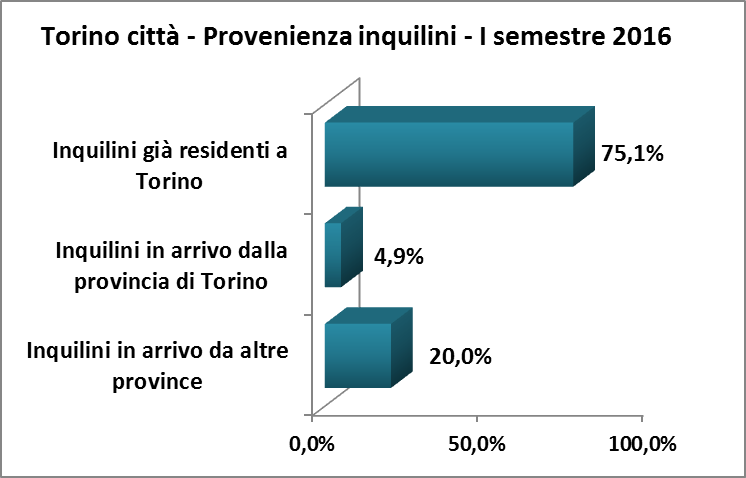 Torino città - Provenienza inquilini - I semestre 2016
Inquilini già residenti a
Torino
75,1%
Inquilini in arrivo dalla
provincia di Torino
4,9%
Inquilini in arrivo da altre
province
20,0%
0,0%
50,0%
100,0%